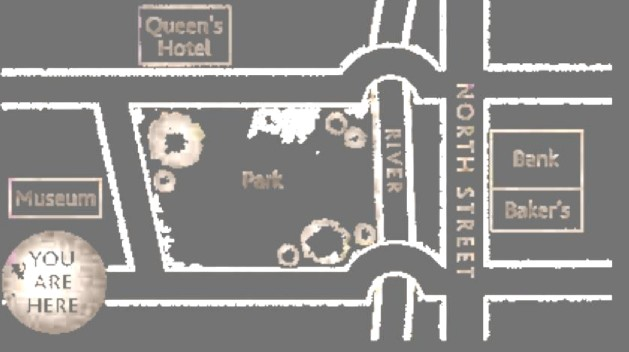 Queen's
Hotel
NORTH STREET
RIVER
Bank
Park
Museum
Baker's
YOU
ARE
HERE